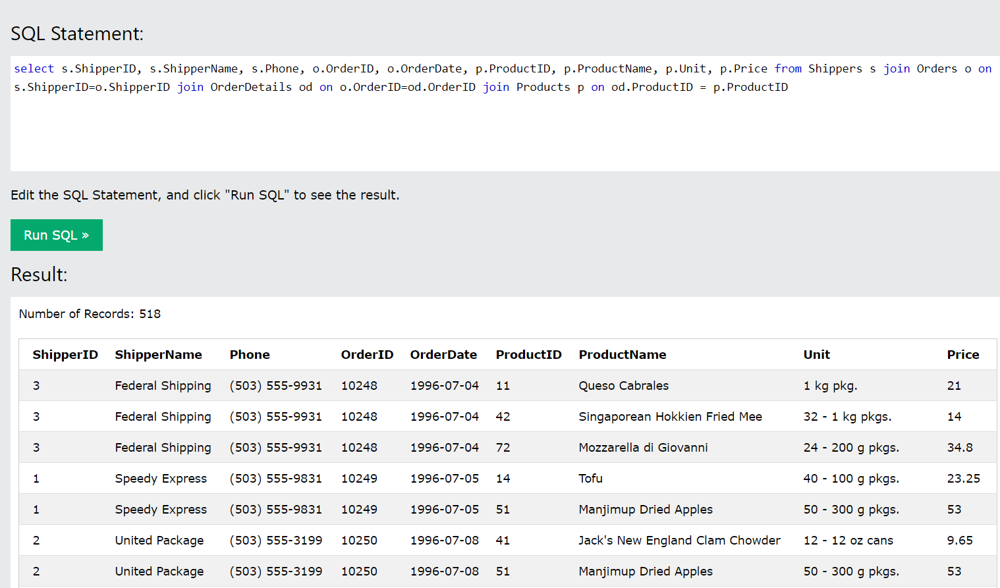 SQL Statement:
select s.ShipperID, s.ShipperName, s.Phone, o.OrderID, o.OrderDate, p.ProductID, p.ProductName, p.Unit, p.Price from Shippers s join Orders o on
s.ShipperID=o.ShipperID join OrderDetails od on o.OrderID=od.OrderID join Products p on od.ProductID = p.ProductID
Edit the SQL Statement, and click "Run SQL" to see the result.
Run SQL »
Result:
Number of Records: 518
ShipperID ShipperName Phone OrderID OrderDate ProductID ProductName Unit Price
3 Federal Shipping (503) 555-9931 10248 1996-07-04 11 Queso Cabrales 1 kg pkg. 21
3 Federal Shipping (503) 555-9931 10248 1996-07-04 42 Singaporean Hokkien Fried Mee 32 - 1 kg pkgs. 14
3 Federal Shipping (503) 555-9931 10248 1996-07-04 72 Mozzarella di Giovanni 24 - 200 g pkgs. 34.8
1 Speedy Express (503) 555-9831 10249 1996-07-05 14 Tofu 40 - 100 g pkgs. 23.25
1 Speedy Express (503) 555-9831 10249 1996-07-05 51 Manjimup Dried Apples 50 - 300 g pkgs. 53
2 United Package (503) 555-3199 10250 1996-07-08 41 Jack's New England Clam Chowder 12 - 12 oz cans 9.65
2 United Package (503) 555-3199 10250 1996-07-08 51 Manjimup Dried Apples 50 - 300 g pkgs. 53